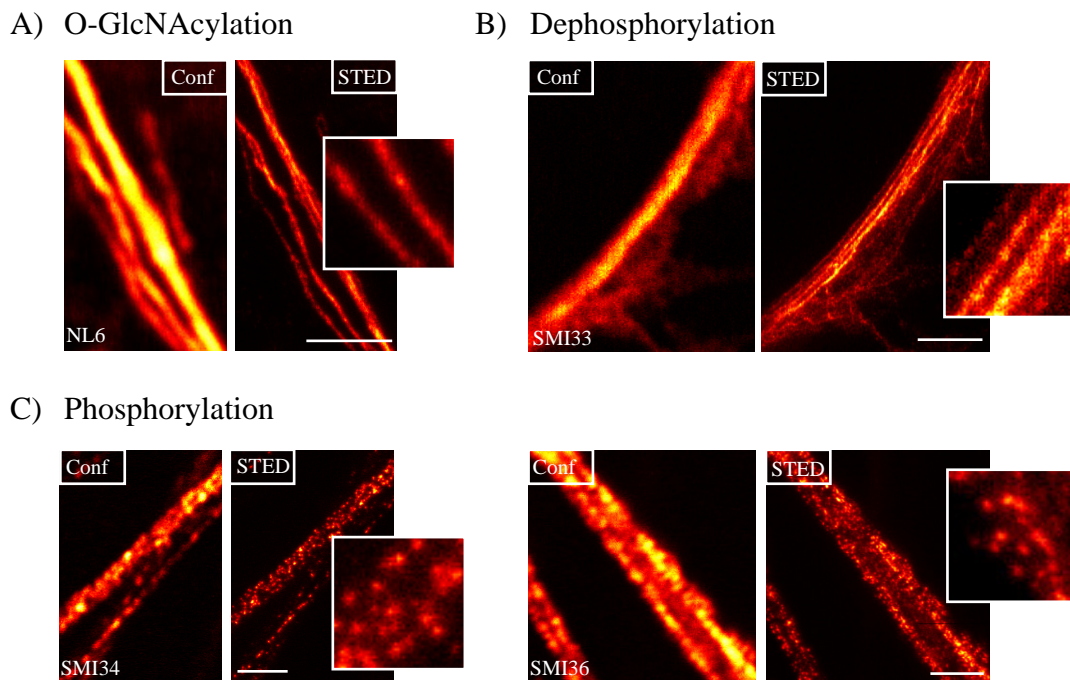 A) O-GlcNAcylation
Conf
STED
NL6
B) Dephosphorylation
Conf
STED
SMI33
C) Phosphorylation
Conf
STED
SMI34
Conf
STED
SMI36